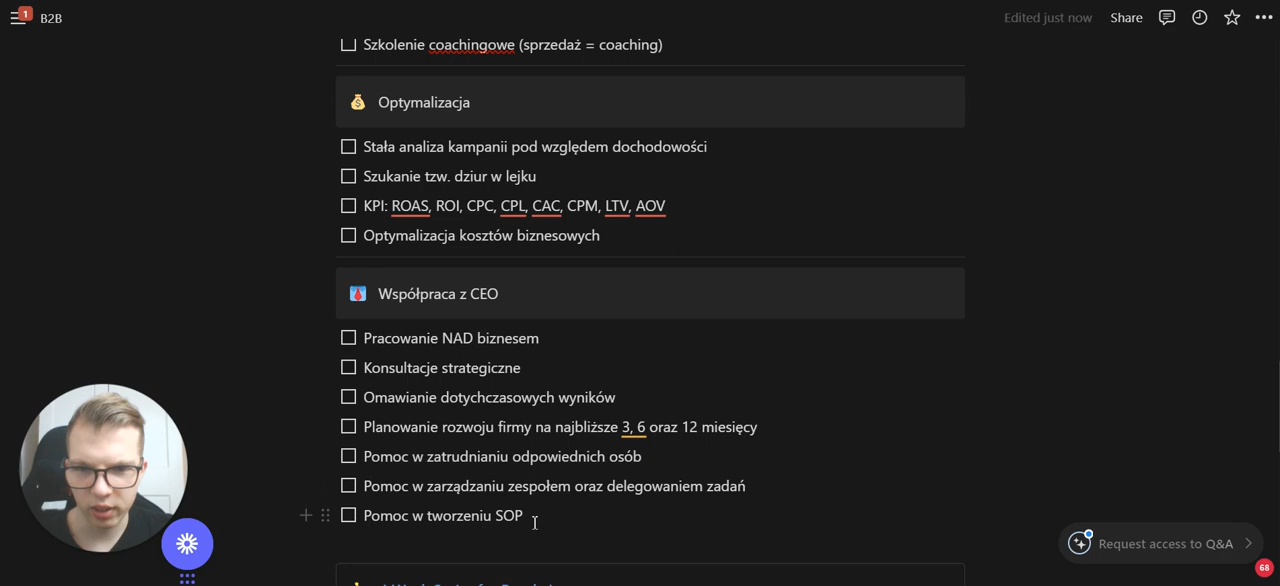 1
B2B
Edited just now
Share
Szkolenie coachingowe (sprzedaż = coaching)
Optymalizacja
Stała analiza kampanii pod względem dochodowości
Szukanie tzw. dziur w lejku
KPI: ROAS, ROI, CPC, CPL, CAC, CPM, LTV, AOV
Optymalizacja kosztów biznesowych
Współpraca z CEO
Pracowanie NAD biznesem
Konsultacje strategiczne
Omawianie dotychczasowych wyników
Planowanie rozwoju firmy na najbliższe 3, 6 oraz 12 miesięcy
Pomoc w zatrudnianiu odpowiednich osób
Pomoc w zarządzaniu zespołem oraz delegowaniem zadań
Pomoc w tworzeniu SOP
Request access to Q&A
68